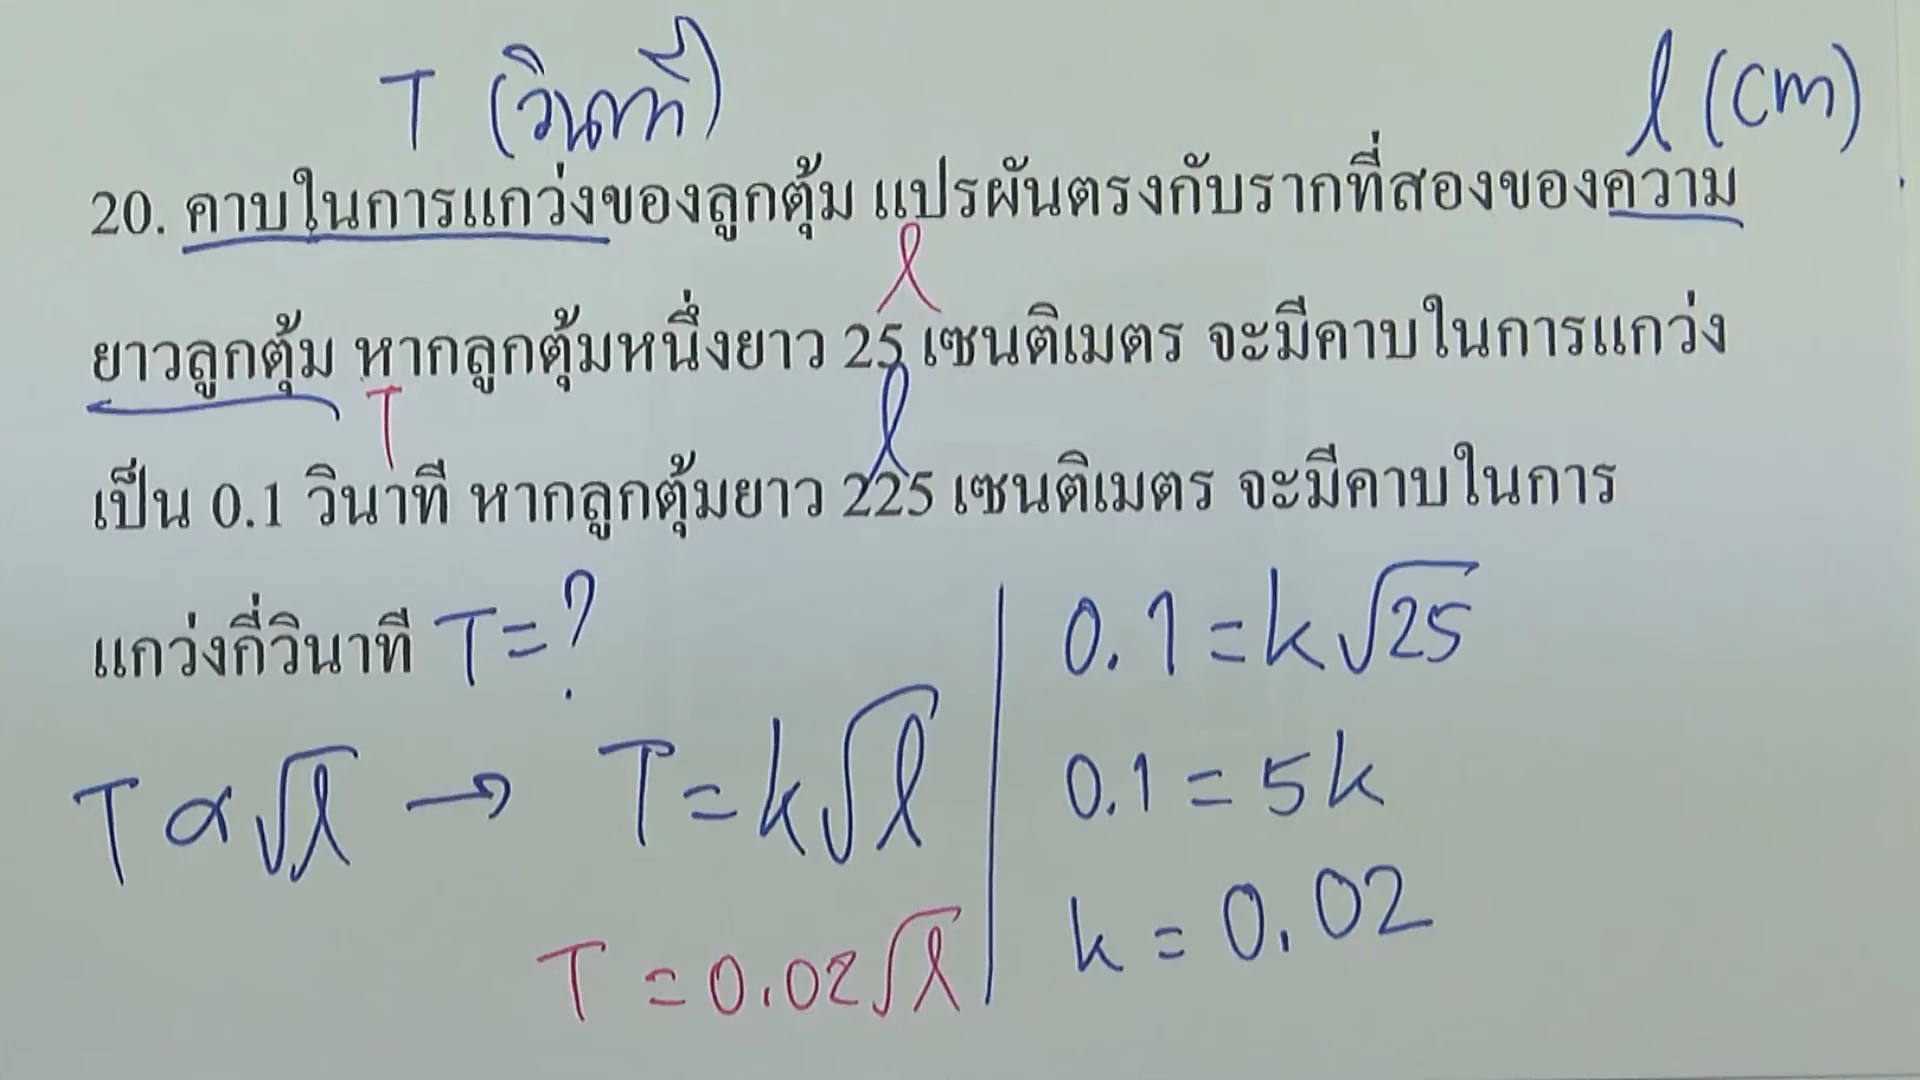 T (วินาที) l (cm)
20. คาบในการแกว่งของลูกตุ้ม แปรผันตรงกับรากที่สองของความ
l
ยาวลูกตุ้ม หากลูกตุ้มหนึ่งยาว 25 เซนติเมตร จะมีคาบในการแกว่ง
T l
เป็น 0.1 วินาที หากลูกตุ้มยาว 225 เซนติเมตร จะมีคาบในการ
แกว่งกี่วินาที T=?
T ∝ √l → T = k√l
T = 0.02√l
0.1 = k√25
0.1 = 5k
k = 0.02